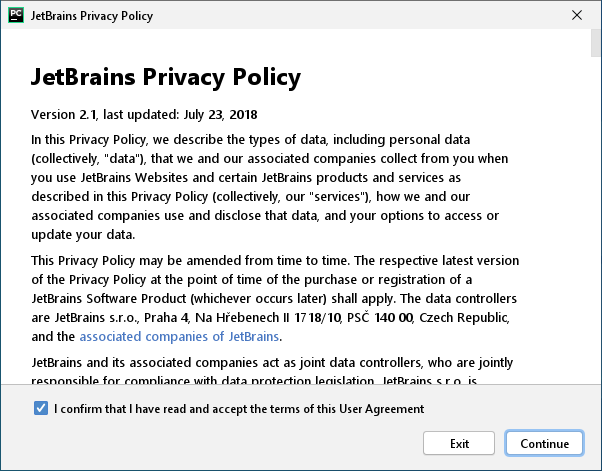 PC
JetBrains Privacy Policy
JetBrains Privacy Policy
Version 2.1, last updated: July 23, 2018
In this Privacy Policy, we describe the types of data, including personal data
(collectively, "data"), that we and our associated companies collect from you when
you use JetBrains Websites and certain JetBrains products and services as
described in this Privacy Policy (collectively, our "services"), how we and our
associated companies use and disclose that data, and your options to access or
update your data.
This Privacy Policy may be amended from time to time. The respective latest version
of the Privacy Policy at the point of time of the purchase or registration of a
JetBrains Software Product (whichever occurs later) shall apply. The data controllers
are JetBrains s.r.o., Praha 4, Na Hřebenech II 1718/10, PSČ 140 00, Czech Republic,
and the associated companies of JetBrains.
JetBrains and its associated companies act as joint data controllers, who are jointly
responsible for compliance with data protection legislation. JetBrains s.r.o. is
I confirm that I have read and accept the terms of this User Agreement
Exit
Continue